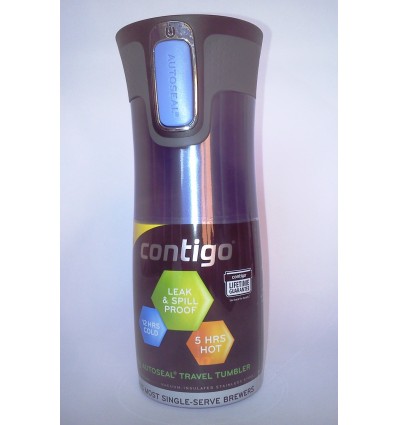 AUTOSEAL®
contigo®
LEAK
& SPILL
PROOF
contigo
LIFETIME
GUARANTEE
12 HRS
COLD
5 HRS
HOT
AUTOSEAL® TRAVEL TUMBLER
MOST SINGLE-SERVE BREWERS